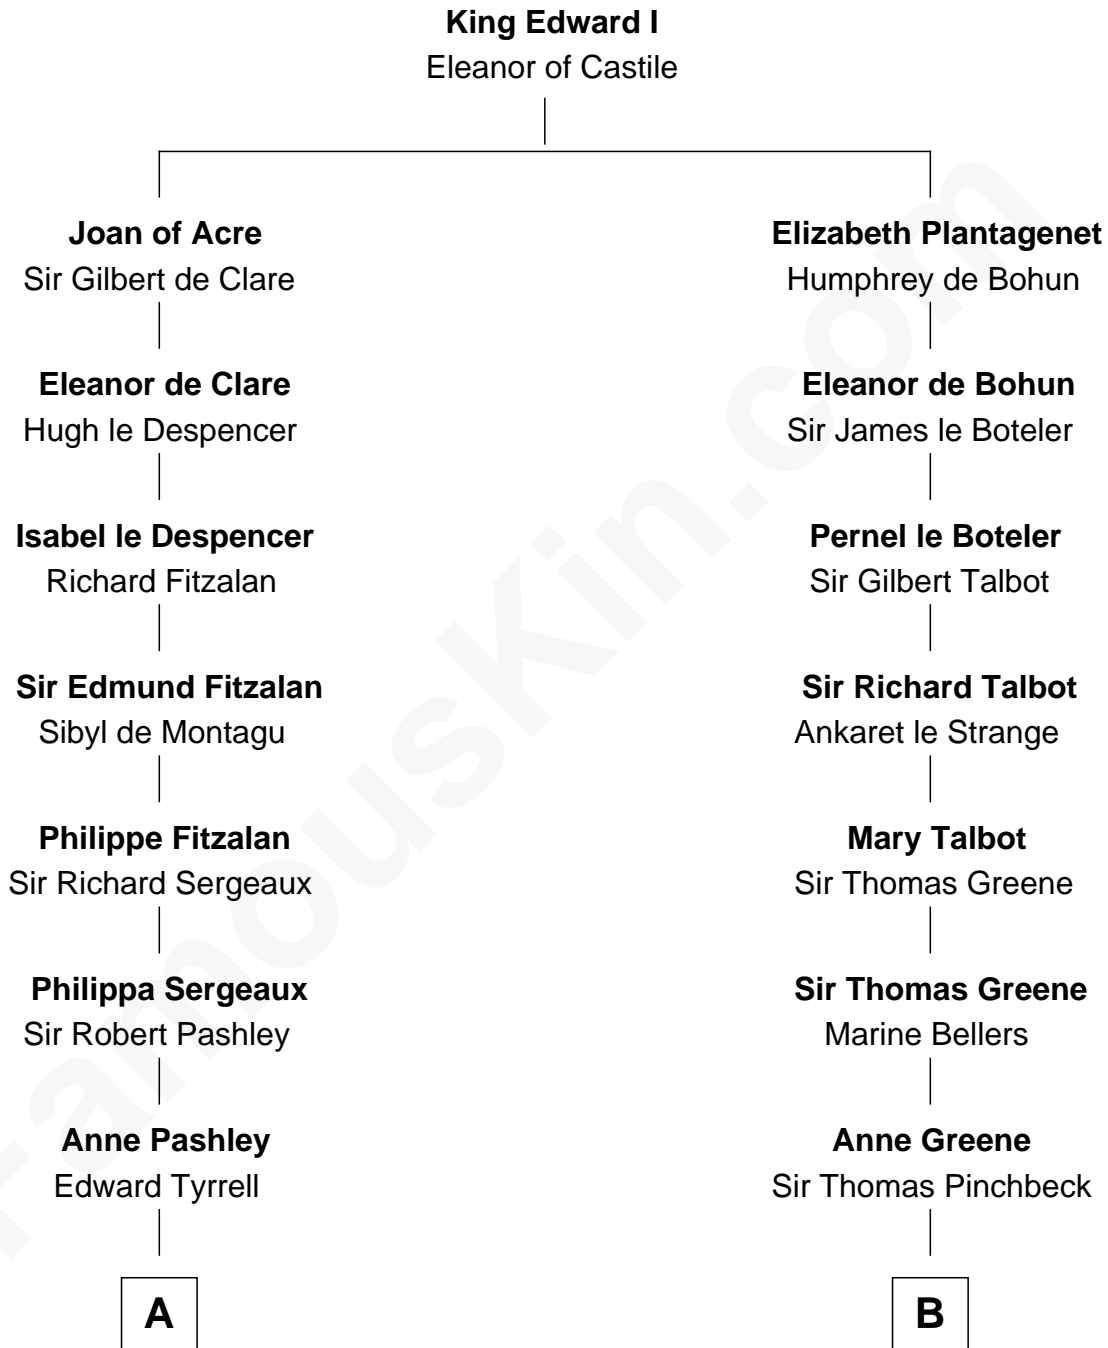 King Edward I
Eleanor of Castile
Joan of Acre
Sir Gilbert de Clare
Elizabeth Plantagenet
Humphrey de Bohun
Eleanor de Clare
Hugh le Despencer
Eleanor de Bohun
Sir James le Boteler
Isabel le Despencer
Richard Fitzalan
Pernel le Boteler
Sir Gilbert Talbot
Sir Edmund Fitzalan
Sibyl de Montagu
Sir Richard Talbot
Ankaret le Strange
Philippe Fitzalan
Sir Richard Sergeaux
Mary Talbot
Sir Thomas Greene
Philippa Sergeaux
Sir Robert Pashley
Sir Thomas Greene
Marine Bellers
Anne Pashley
Edward Tyrrell
Anne Greene
Sir Thomas Pinchbeck
A
B
FamousKin.com